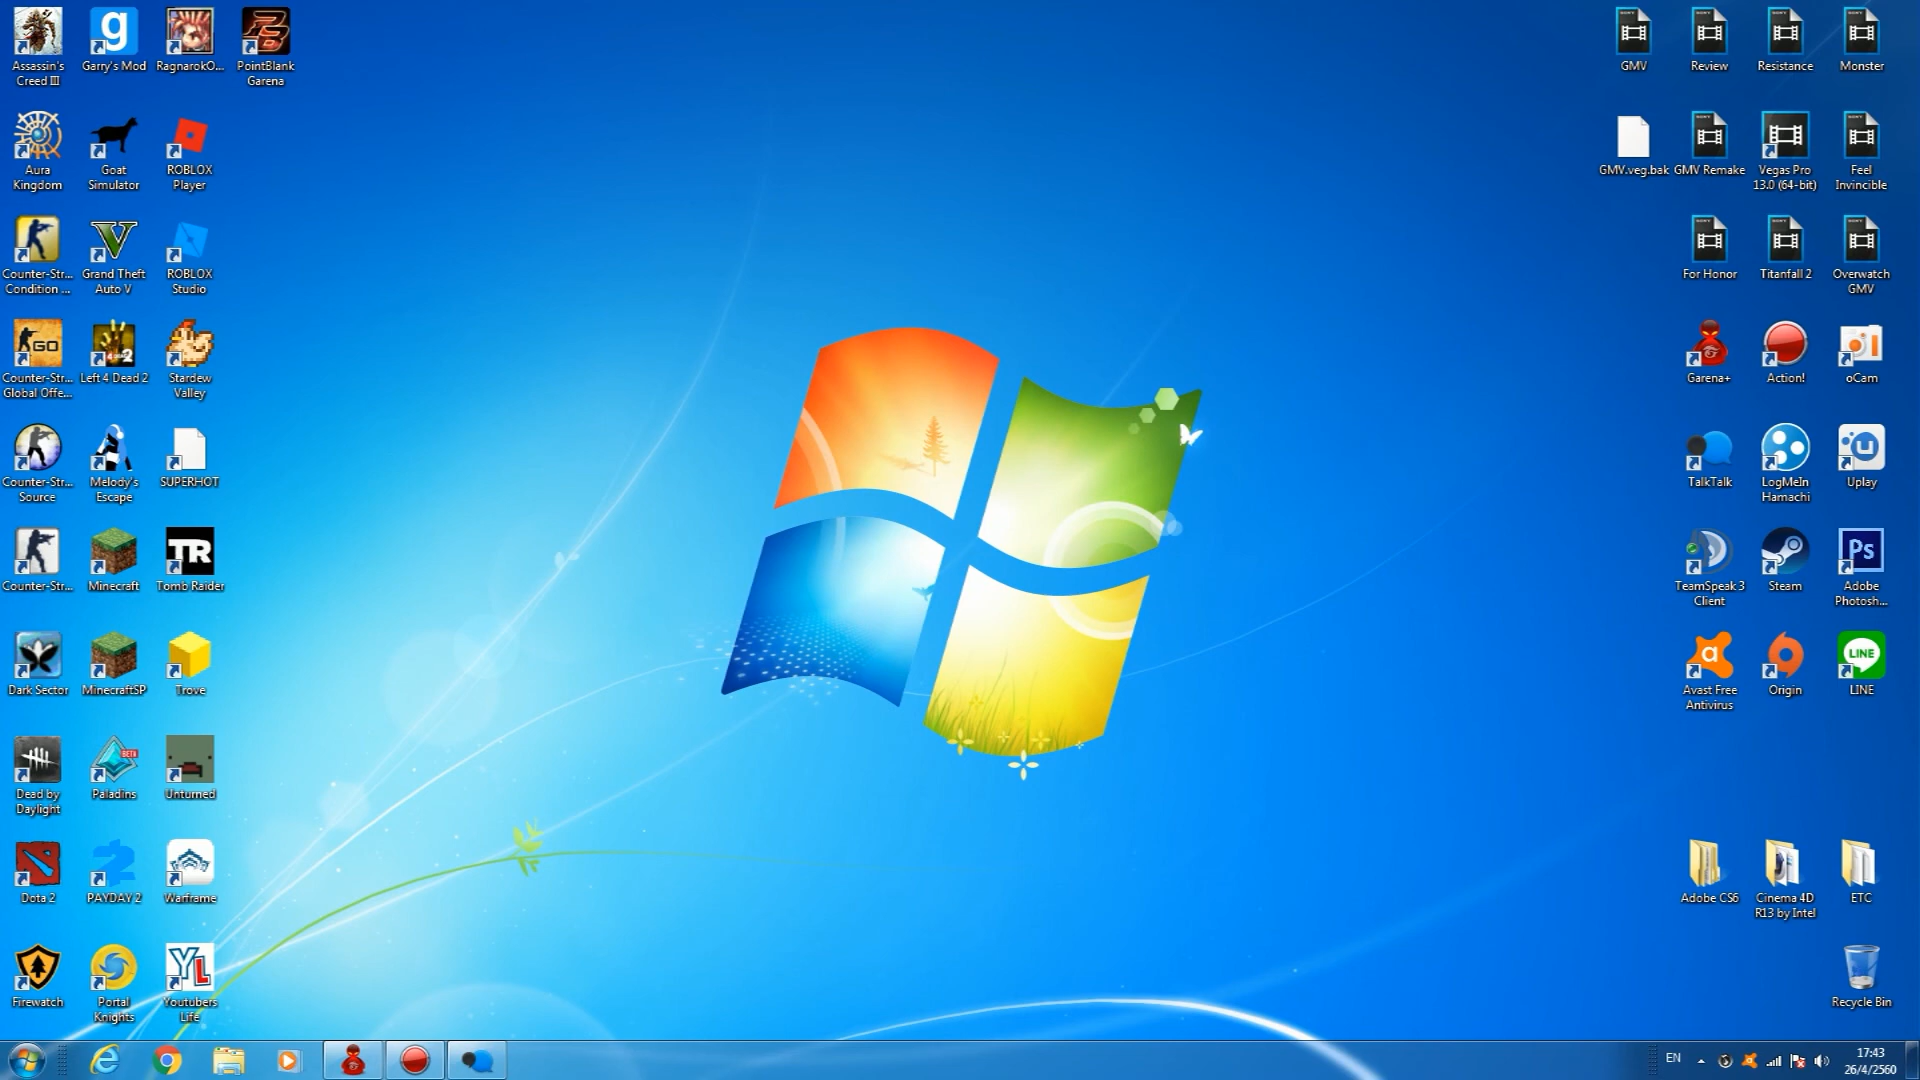 Assassin's
Creed III
Garry's Mod
RagnarokO...
PointBlank
Garena
GMV
Review
Resistance
Monster
Aura
Kingdom
Goat
Simulator
ROBLOX
Player
GMV.veg.bak
GMV Remake
Vegas Pro
13.0 (64-bit)
Feel
Invincible
Counter-Str...
Condition ...
Grand Theft
Auto V
ROBLOX
Studio
For Honor
Titanfall 2
Overwatch
GMV
GO
Counter-Str...
Global Offe...
Left 4 Dead 2
Stardew
Valley
Garena+
Action!
oCam
Counter-Str...
Source
Melody's
Escape
SUPERHOT
TalkTalk
LogMeIn
Hamachi
Uplay
Counter-Str...
Minecraft
TR
Tomb Raider
TeamSpeak 3
Client
Steam
Ps
Adobe
Photosh...
Dark Sector
MinecraftSP
Trove
Avast Free
Antivirus
Origin
LINE
LINE
Dead by
Daylight
BETA
Paladins
Unturned
Dota 2
PAYDAY 2
Warframe
Adobe CS6
Cinema 4D
R13 by Intel
ETC
Firewatch
Portal
Knights
YL
Youtubers
Life
Recycle Bin
EN
17:43
26/4/2560